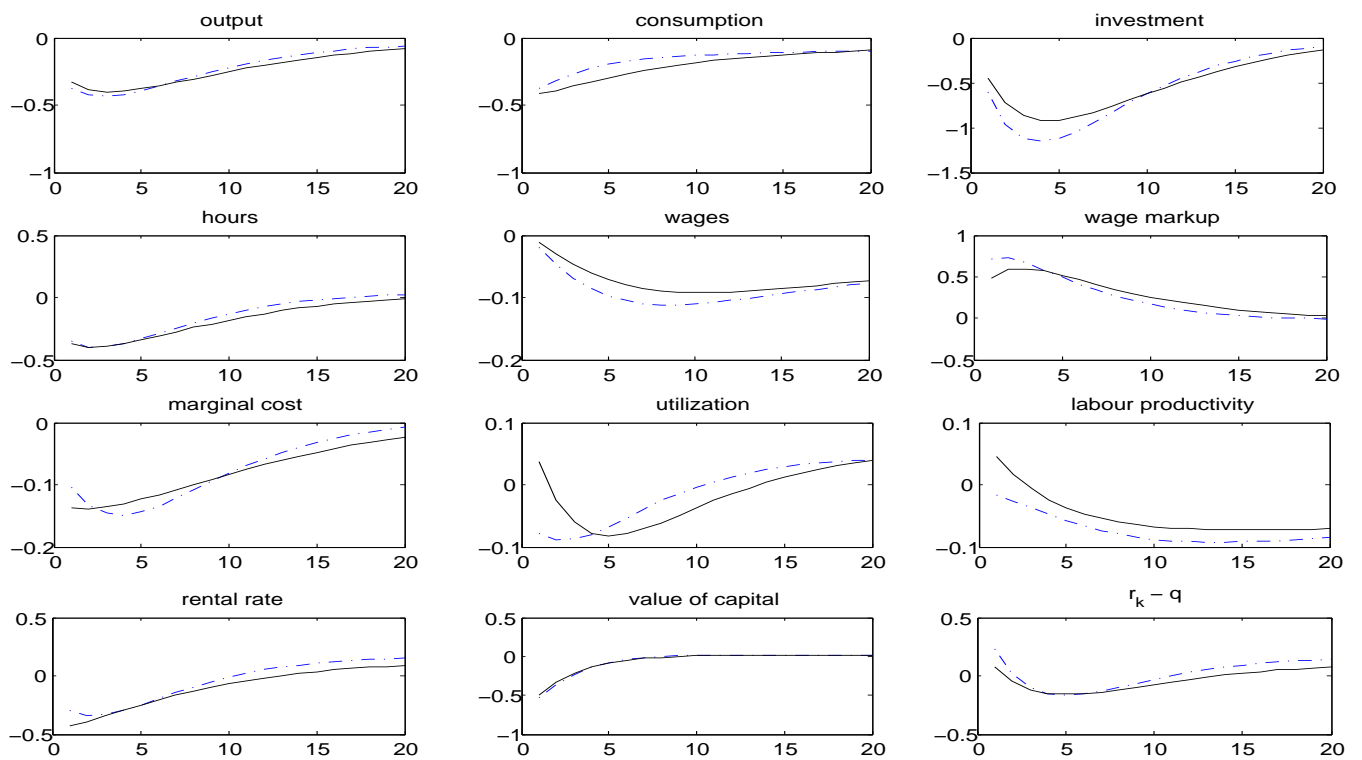 output
consumption
investment
0
−0.5
−1
0 5 10 15 20
0
−0.5
−1
0 5 10 15 20
0
−0.5
−1
−1.5
0 5 10 15 20
hours
wages
wage markup
0.5
0
−0.5
0 5 10 15 20
0
−0.1
−0.2
0 5 10 15 20
1
0.5
0
−0.5
0 5 10 15 20
marginal cost
utilization
labour productivity
0
−0.1
−0.2
0 5 10 15 20
0.1
0
−0.1
0 5 10 15 20
0.1
0
−0.1
0 5 10 15 20
rental rate
value of capital
r_k − q
0.5
0
−0.5
0 5 10 15 20
0.5
0
−0.5
−1
0 5 10 15 20
0.5
0
−0.5
0 5 10 15 20